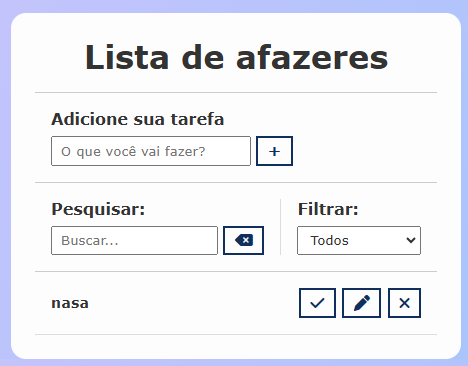 Lista de afazeres
Adicione sua tarefa
O que você vai fazer?
Pesquisar:
Filtrar:
Buscar...
Todos
nasa